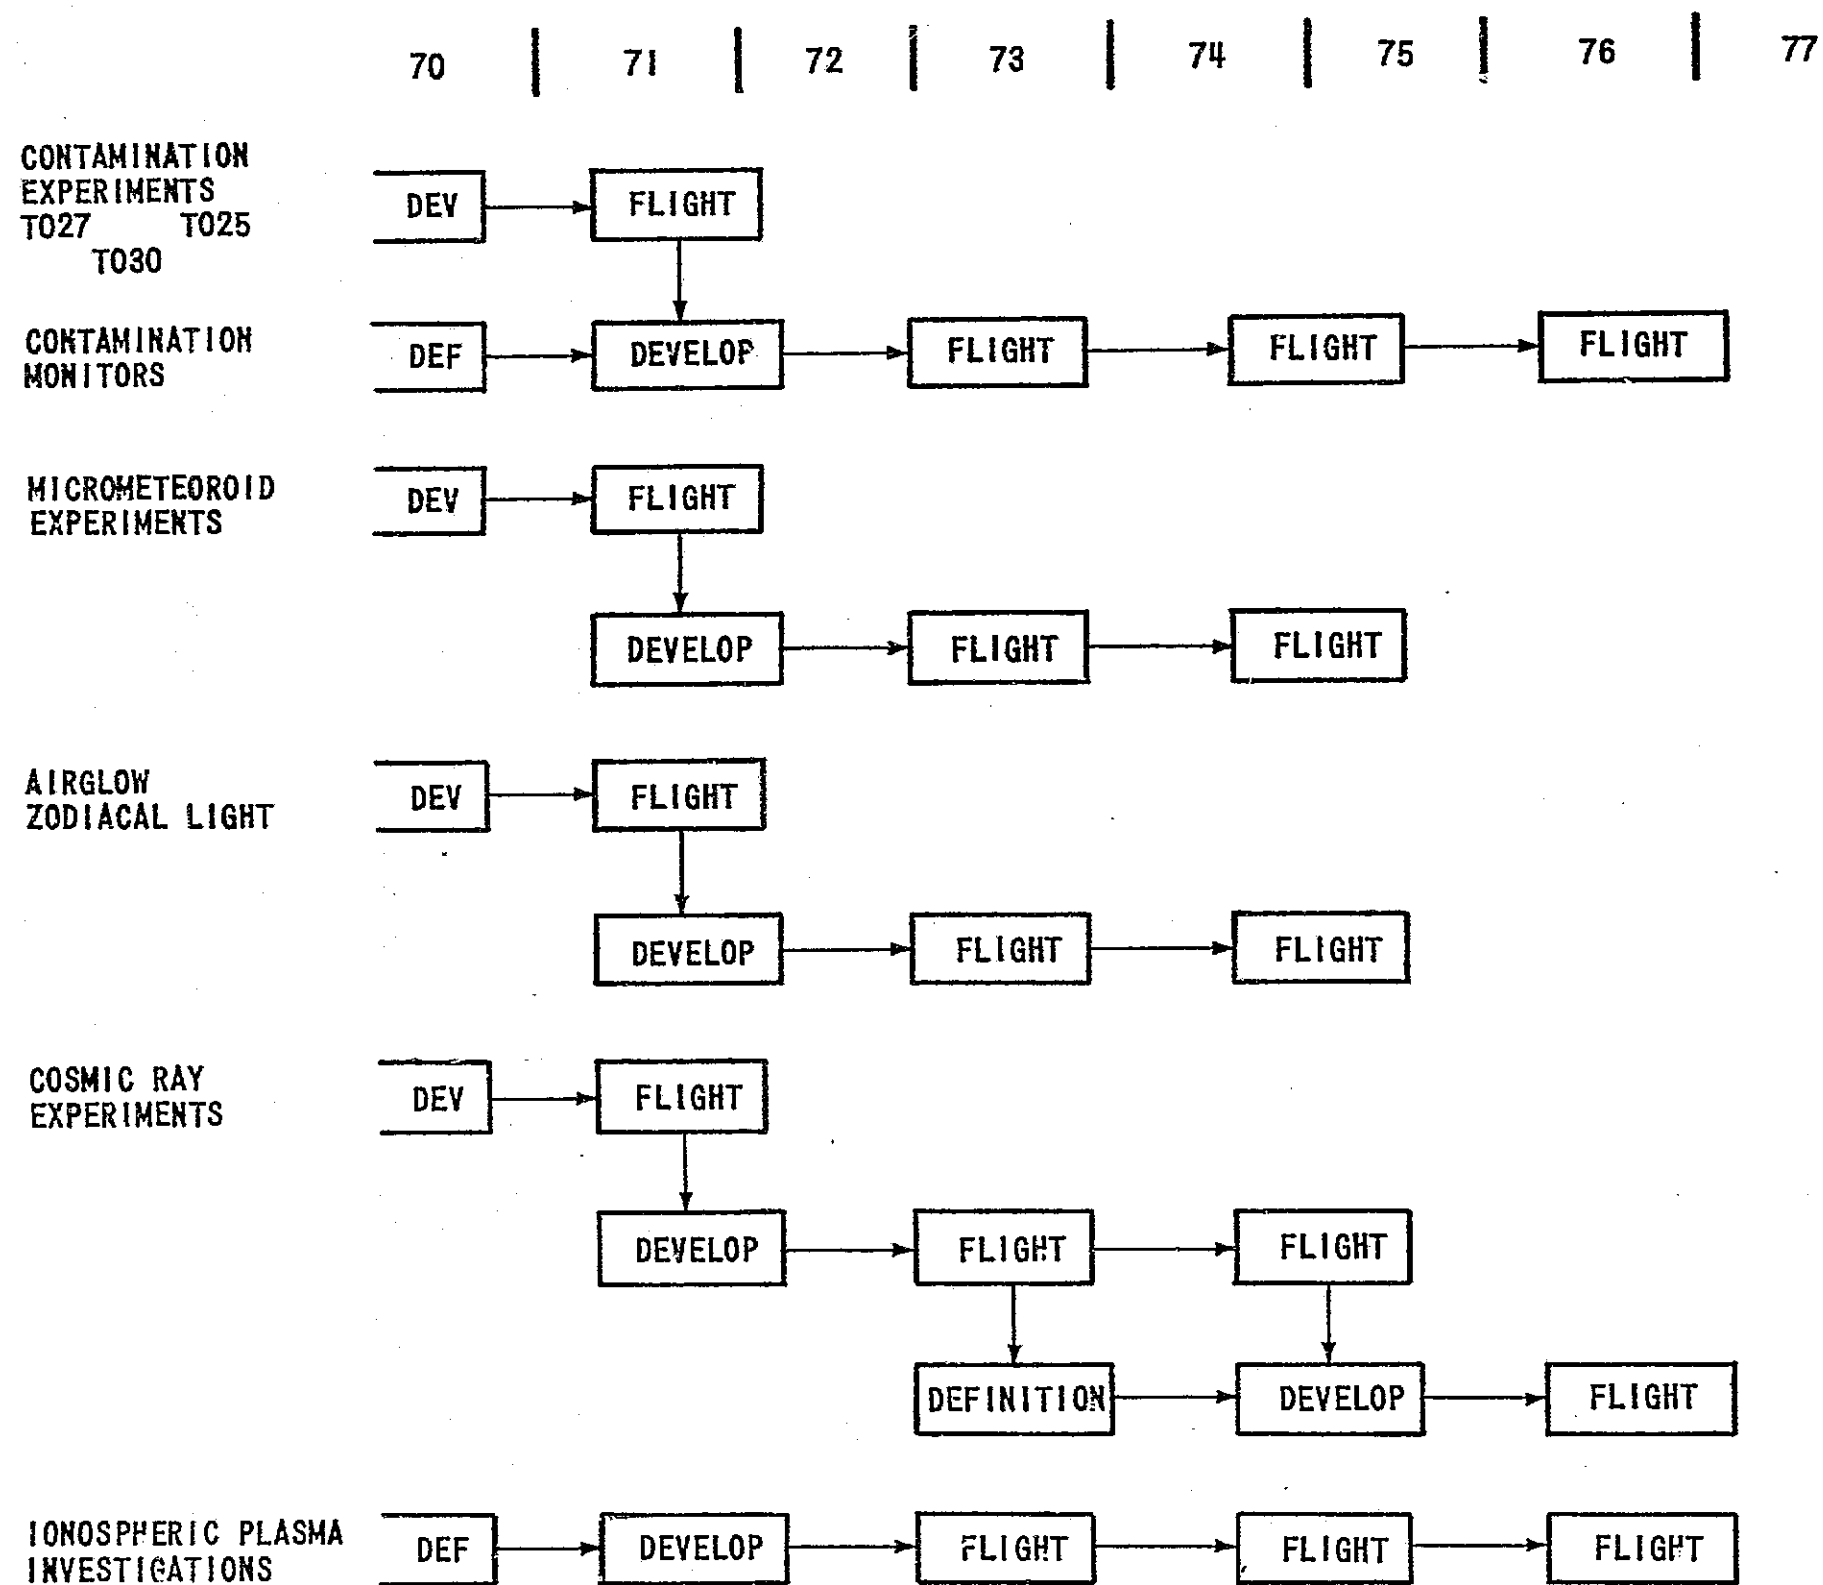 70 71 72 73 74 75 76 77
CONTAMINATION
EXPERIMENTS
T027 T025
T030
DEV FLIGHT
CONTAMINATION
MONITORS
DEF DEVELOP FLIGHT FLIGHT FLIGHT
MICROMETEOROID
EXPERIMENTS
DEV FLIGHT
DEVELOP FLIGHT FLIGHT
AIRGLOW
ZODIACAL LIGHT
DEV FLIGHT
DEVELOP FLIGHT FLIGHT
COSMIC RAY
EXPERIMENTS
DEV FLIGHT
DEVELOP FLIGHT FLIGHT
DEFINITION DEVELOP FLIGHT
IONOSPHERIC PLASMA
INVESTIGATIONS
DEF DEVELOP FLIGHT FLIGHT FLIGHT